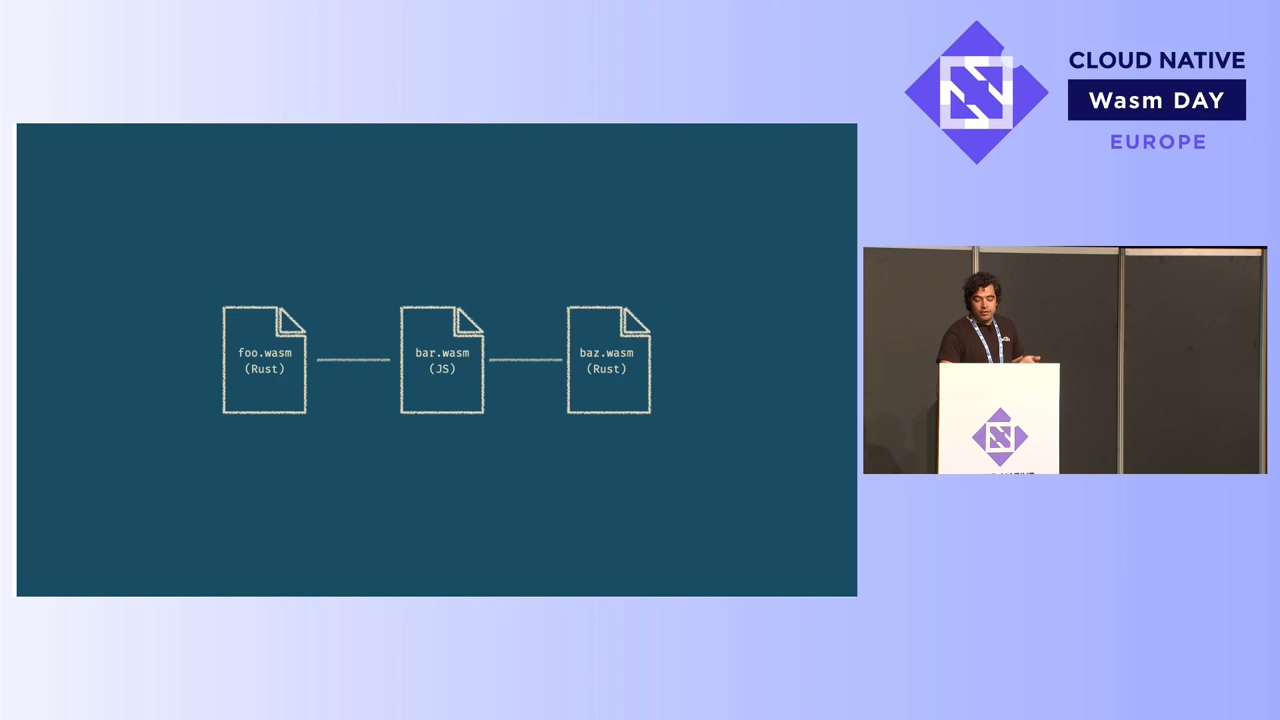 CLOUD NATIVE
Wasm DAY
EUROPE
foo.wasm
(Rust)
bar.wasm
(JS)
baz.wasm
(Rust)